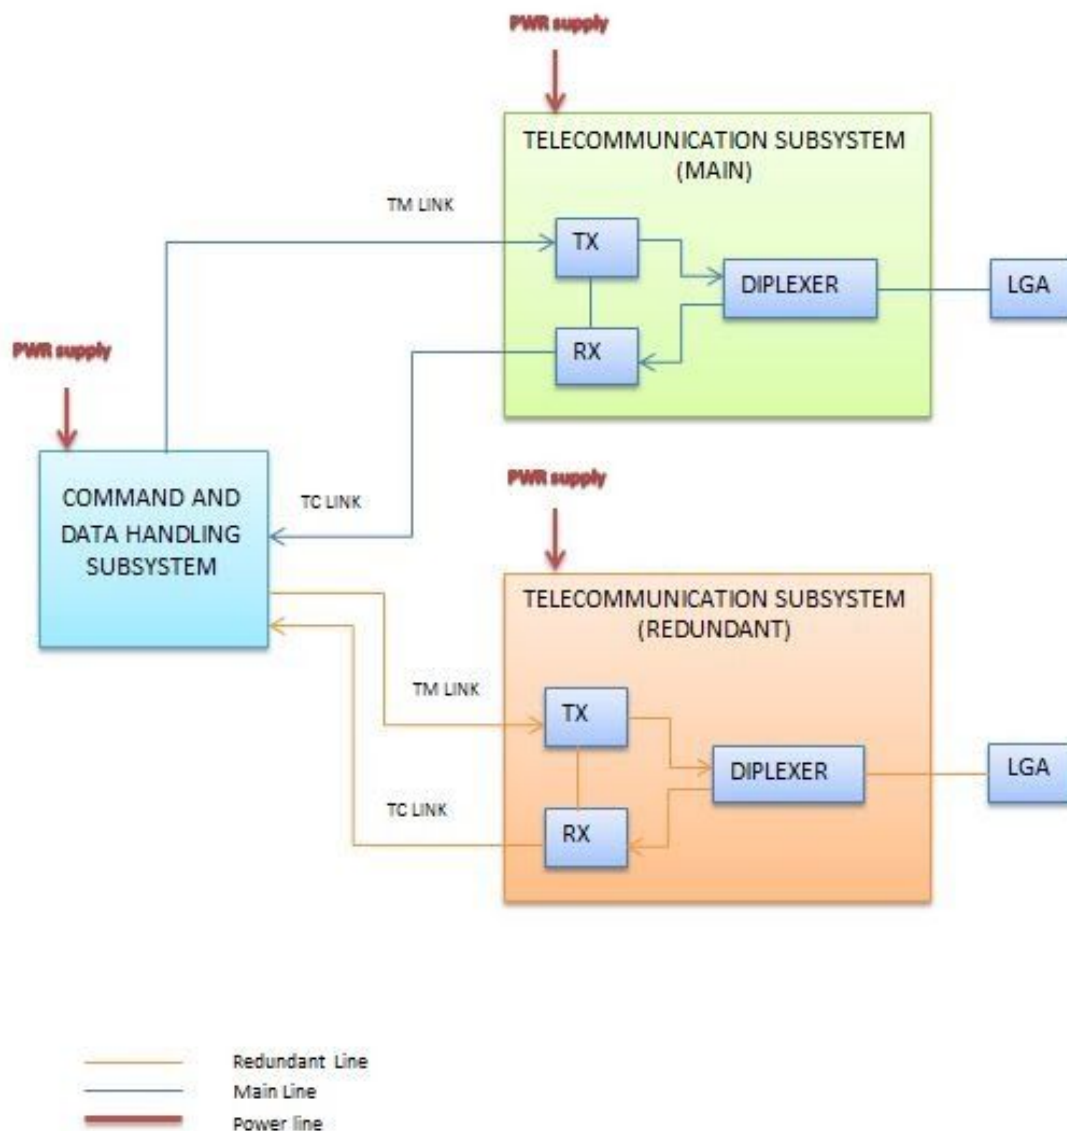 PWR supply
TELECOMMUNICATION SUBSYSTEM
(MAIN)
TM LINK
TX
DIPLEXER
LGA
RX
PWR supply
TC LINK
COMMAND AND
DATA HANDLING
SUBSYSTEM
PWR supply
TELECOMMUNICATION SUBSYSTEM
(REDUNDANT)
TM LINK
TX
DIPLEXER
LGA
TC LINK
RX
Redundant Line
Main Line
Power line